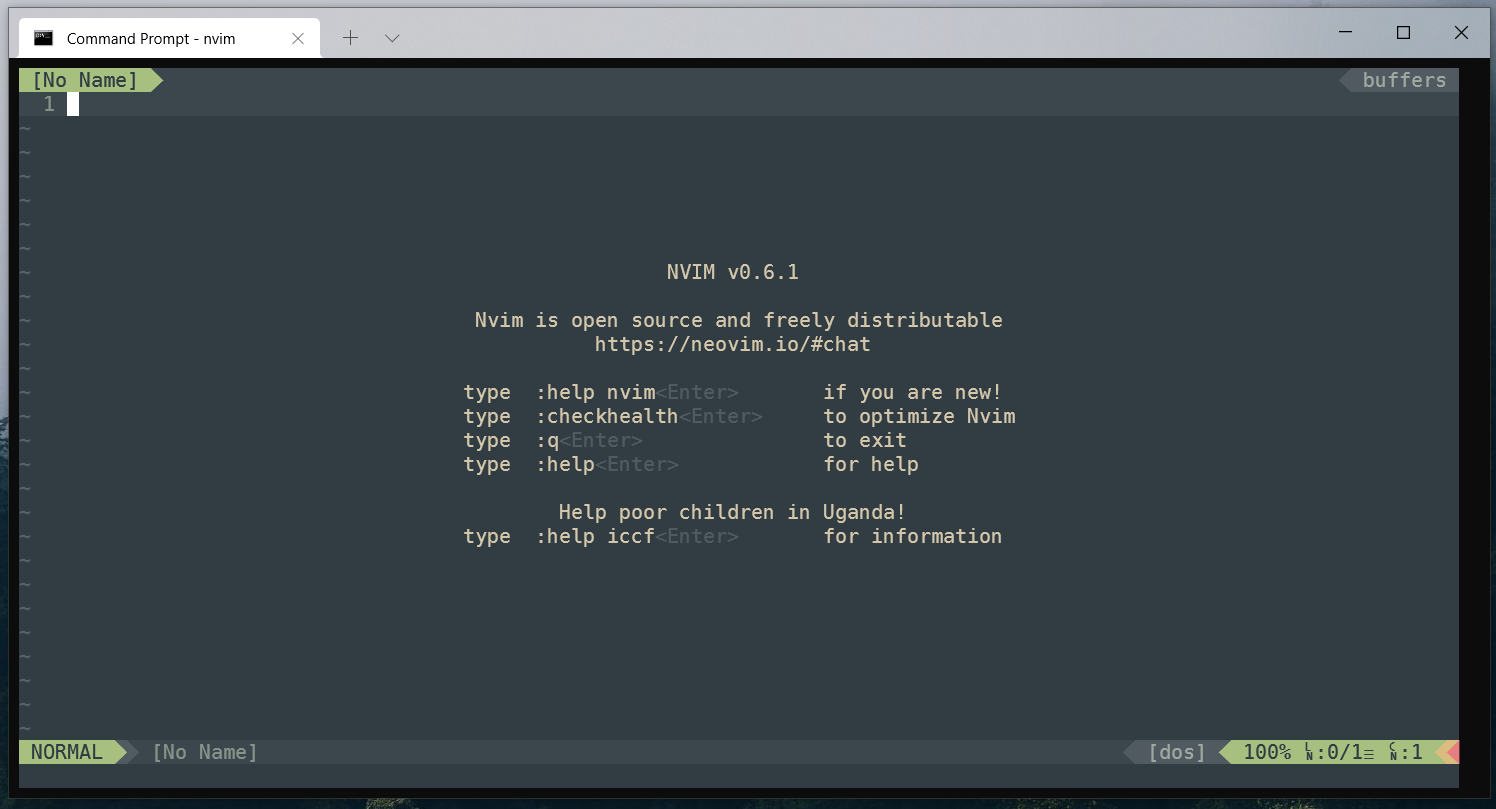 Command Prompt - nvim
[No Name] buffers
1
~
~
~
~
~
~
~
NVIM v0.6.1
~
~
Nvim is open source and freely distributable
~
https://neovim.io/#chat
~
~
type :help nvim<Enter> if you are new!
~
type :checkhealth<Enter> to optimize Nvim
~
type :q<Enter> to exit
~
type :help<Enter> for help
~
~
Help poor children in Uganda!
~
type :help iccf<Enter> for information
~
~
~
~
~
~
~
~
NORMAL [No Name] [dos] 100% LN:0/1≡ CN:1